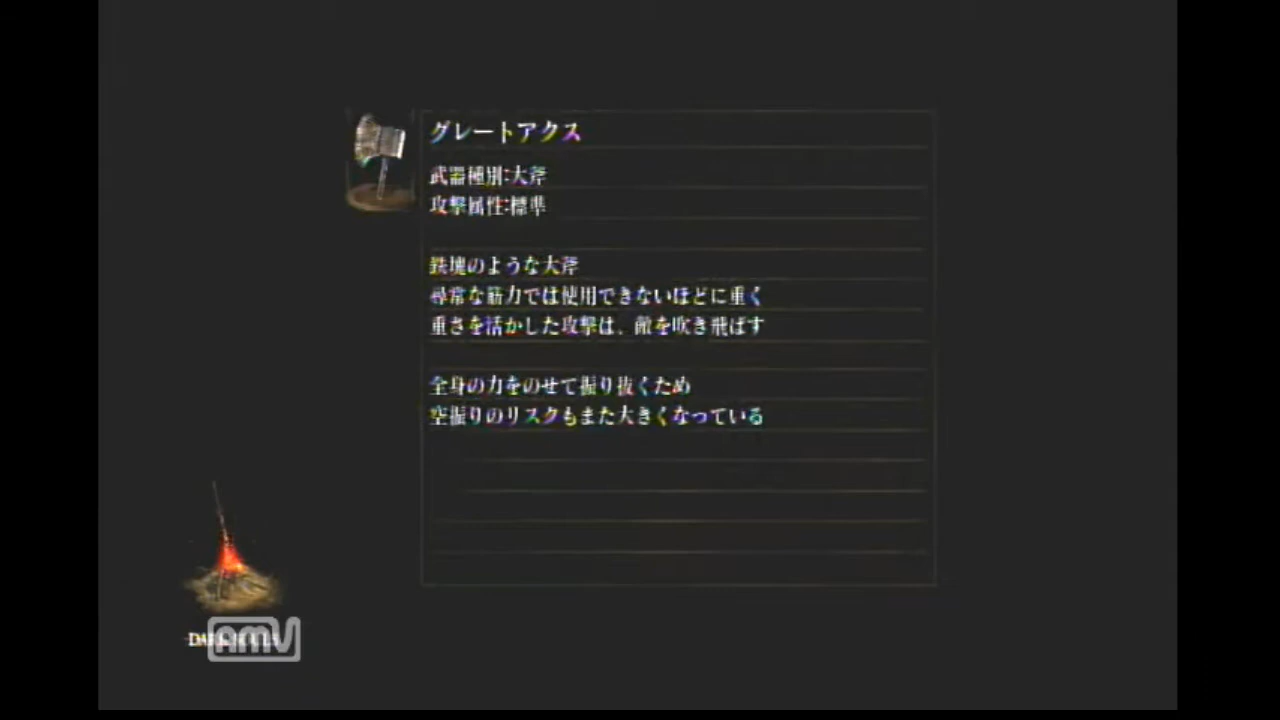 グレートアクス
武器種別:大斧
攻撃属性:標準
鉄塊のような大斧
尋常な筋力では使用できないほどに重く
重さを活かした攻撃は、敵を吹き飛ばす
全身の力をのせて振り抜くため
空振りのリスクもまた大きくなっている
DARK SOULS
AMV